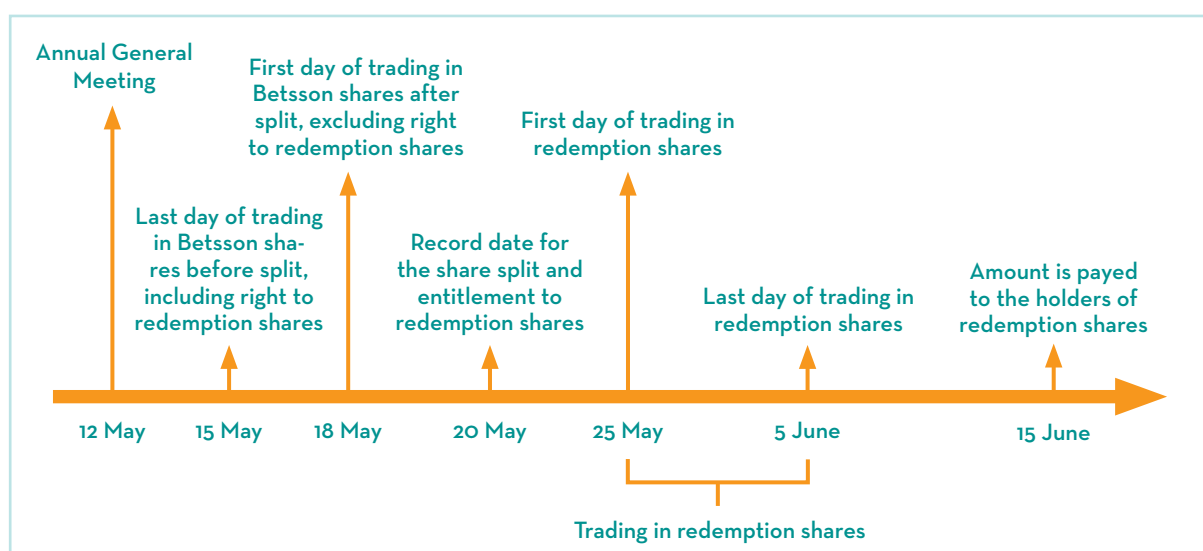 Annual General
Meeting
First day of trading in
Betsson shares after
split, excluding right
to redemption shares
First day of trading in
redemption shares
Last day of trading
in Betsson sha-
res before split,
including right to
redemption shares
Record date for
the share split and
entitlement to
redemption shares
Last day of trading in
redemption shares
Amount is payed
to the holders of
redemption shares
12 May
15 May
18 May
20 May
25 May
5 June
15 June
Trading in redemption shares